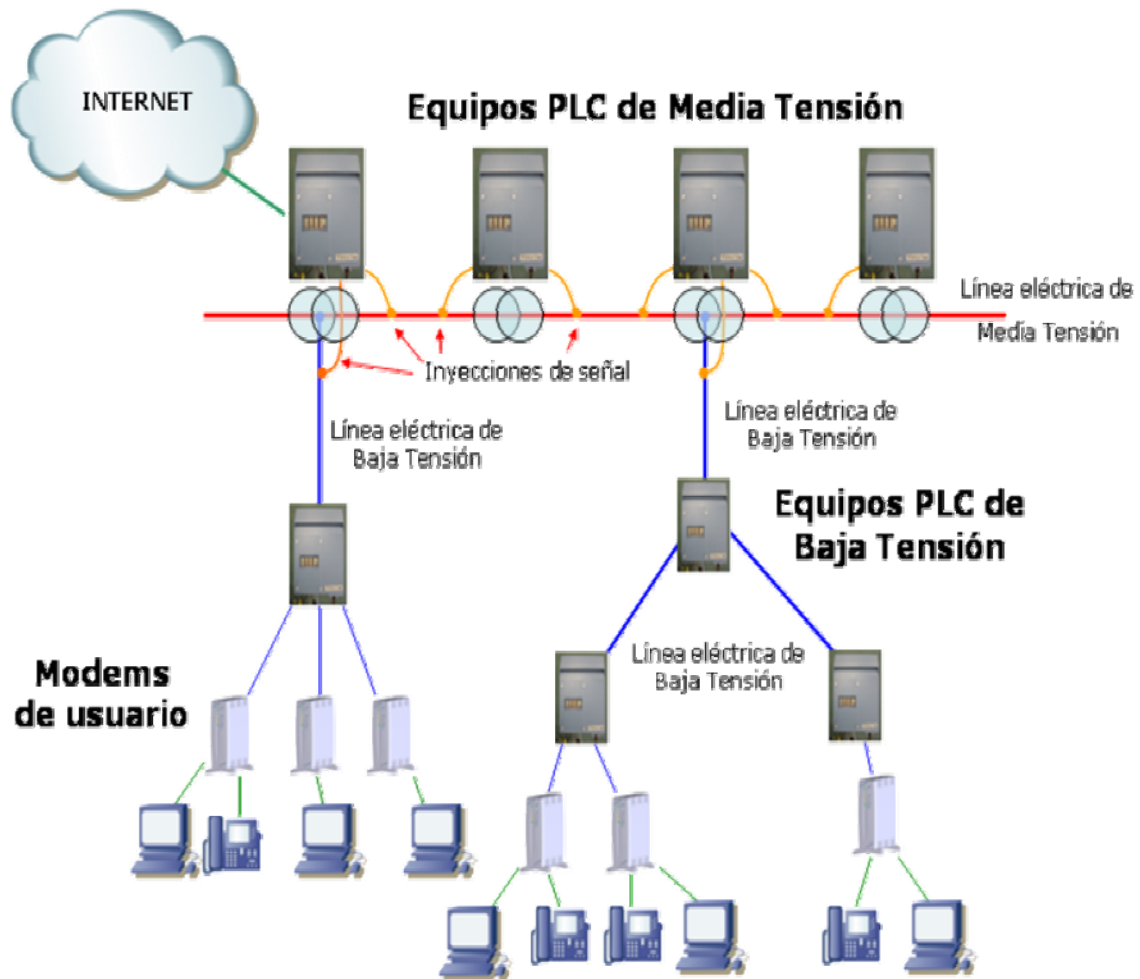 INTERNET
Equipos PLC de Media Tensión
Línea eléctrica de
Media Tensión
Inyecciones de señal
Línea eléctrica de
Baja Tensión
Línea eléctrica de
Baja Tensión
Equipos PLC de
Baja Tensión
Línea eléctrica de
Baja Tensión
Modems
de usuario